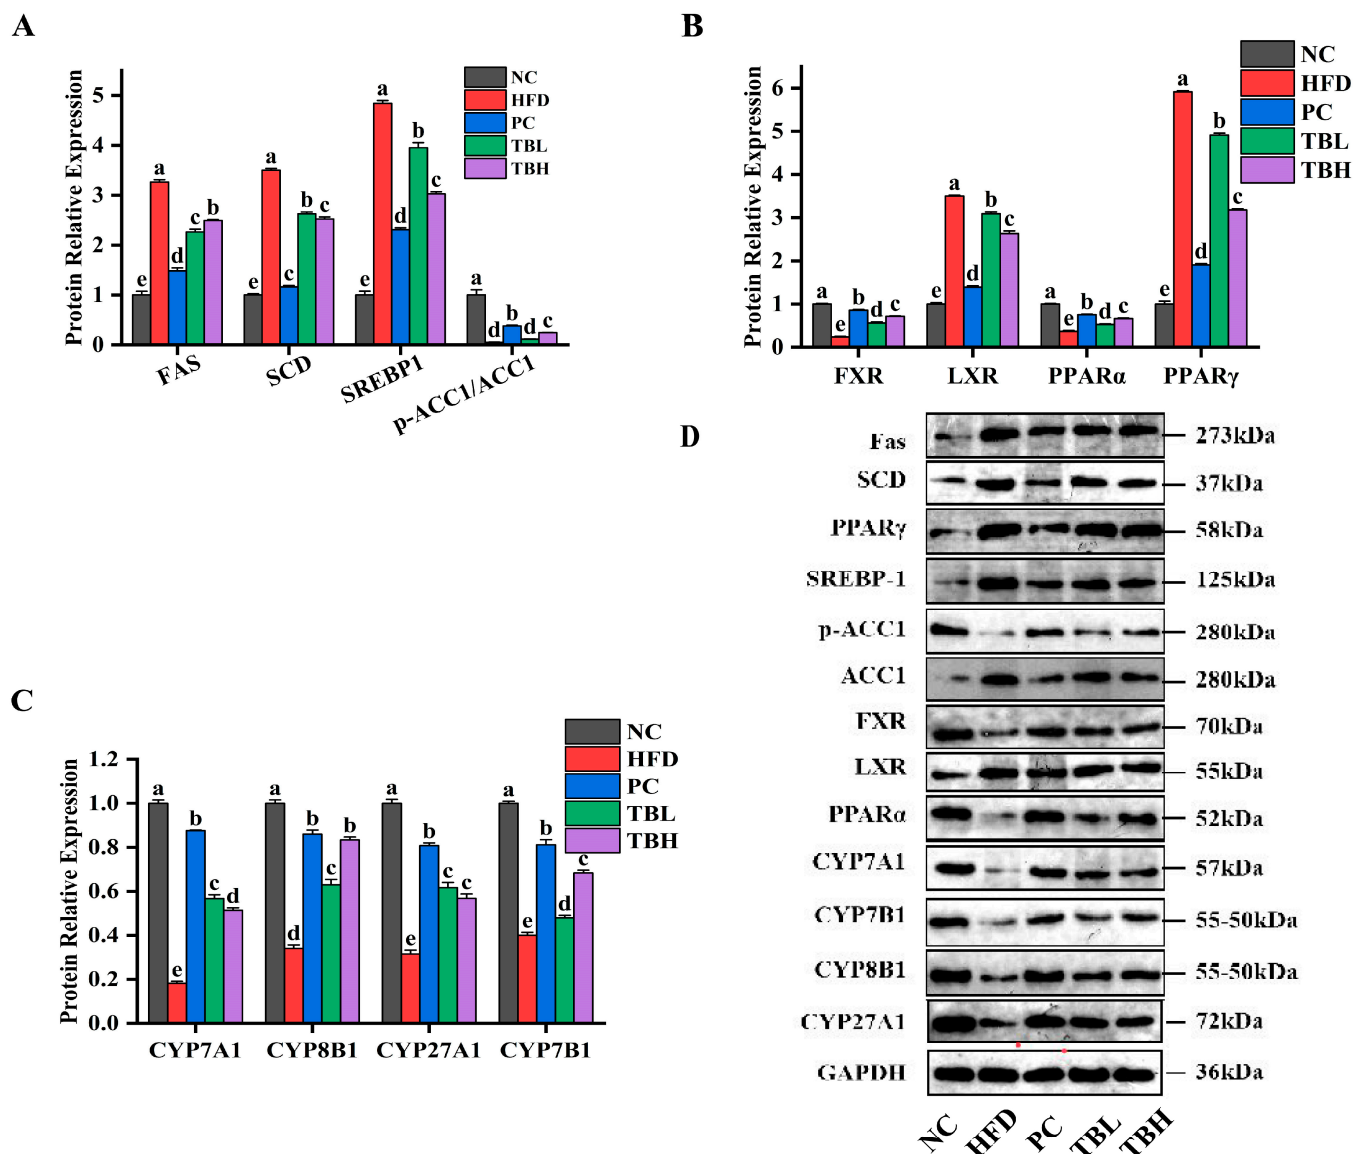 A
Protein Relative Expression
5
4
3
2
1
0
NC
HFD
PC
TBL
TBH
e a d c b
e a c b c
e a d b c
a d b d c
FAS SCD SREBP1 p-ACC1/ACC1
B
Protein Relative Expression
6
5
4
3
2
1
0
NC
HFD
PC
TBL
TBH
a e b d c
e a d b c
a e b d c
e a d b c
FXR LXR PPARα PPARγ
C
Protein Relative Expression
1.2
1.0
0.8
0.6
0.4
0.2
0.0
NC
HFD
PC
TBL
TBH
a e b c d
a d b c b
a e b c c
a e b d c
CYP7A1 CYP8B1 CYP27A1 CYP7B1
D
Fas 273kDa
SCD 37kDa
PPARγ 58kDa
SREBP-1 125kDa
p-ACC1 280kDa
ACC1 280kDa
FXR 70kDa
LXR 55kDa
PPARα 52kDa
CYP7A1 57kDa
CYP7B1 55-50kDa
CYP8B1 55-50kDa
CYP27A1 72kDa
GAPDH 36kDa
NC HFD PC TBL TBH